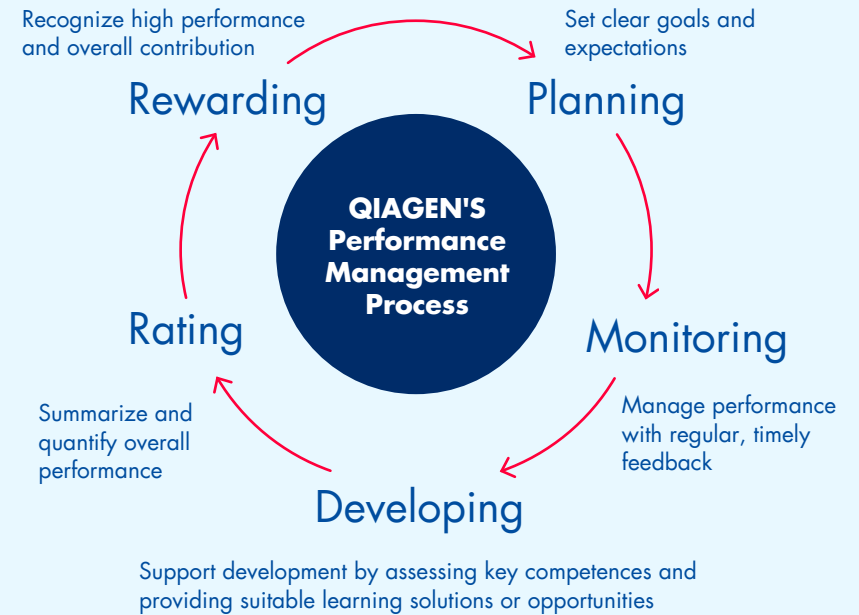 Recognize high performance
and overall contribution
Rewarding
Set clear goals and
expectations
Planning
QIAGEN'S
Performance
Management
Process
Rating
Summarize and
quantify overall
performance
Monitoring
Manage performance
with regular, timely
feedback
Developing
Support development by assessing key competences and
providing suitable learning solutions or opportunities